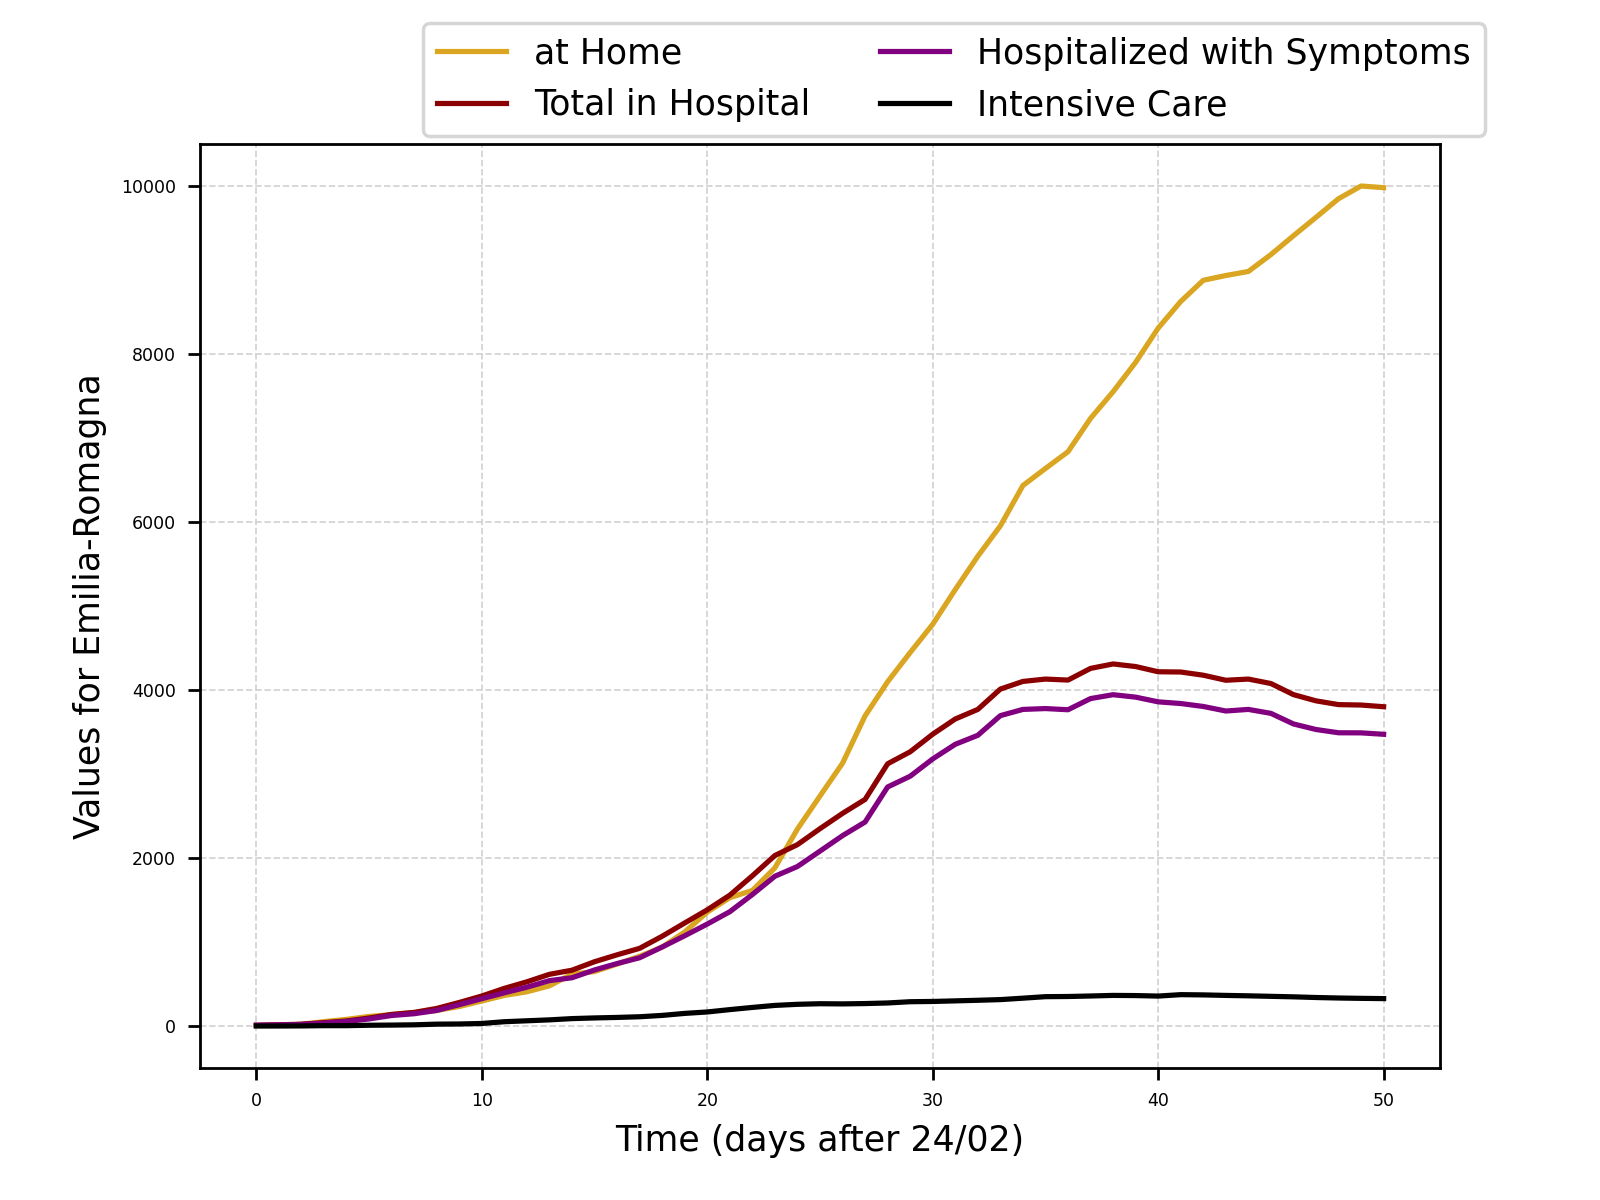 at Home
Total in Hospital
Hospitalized with Symptoms
Intensive Care
Values for Emilia-Romagna
10000
8000
6000
4000
2000
0
0 10 20 30 40 50
Time (days after 24/02)